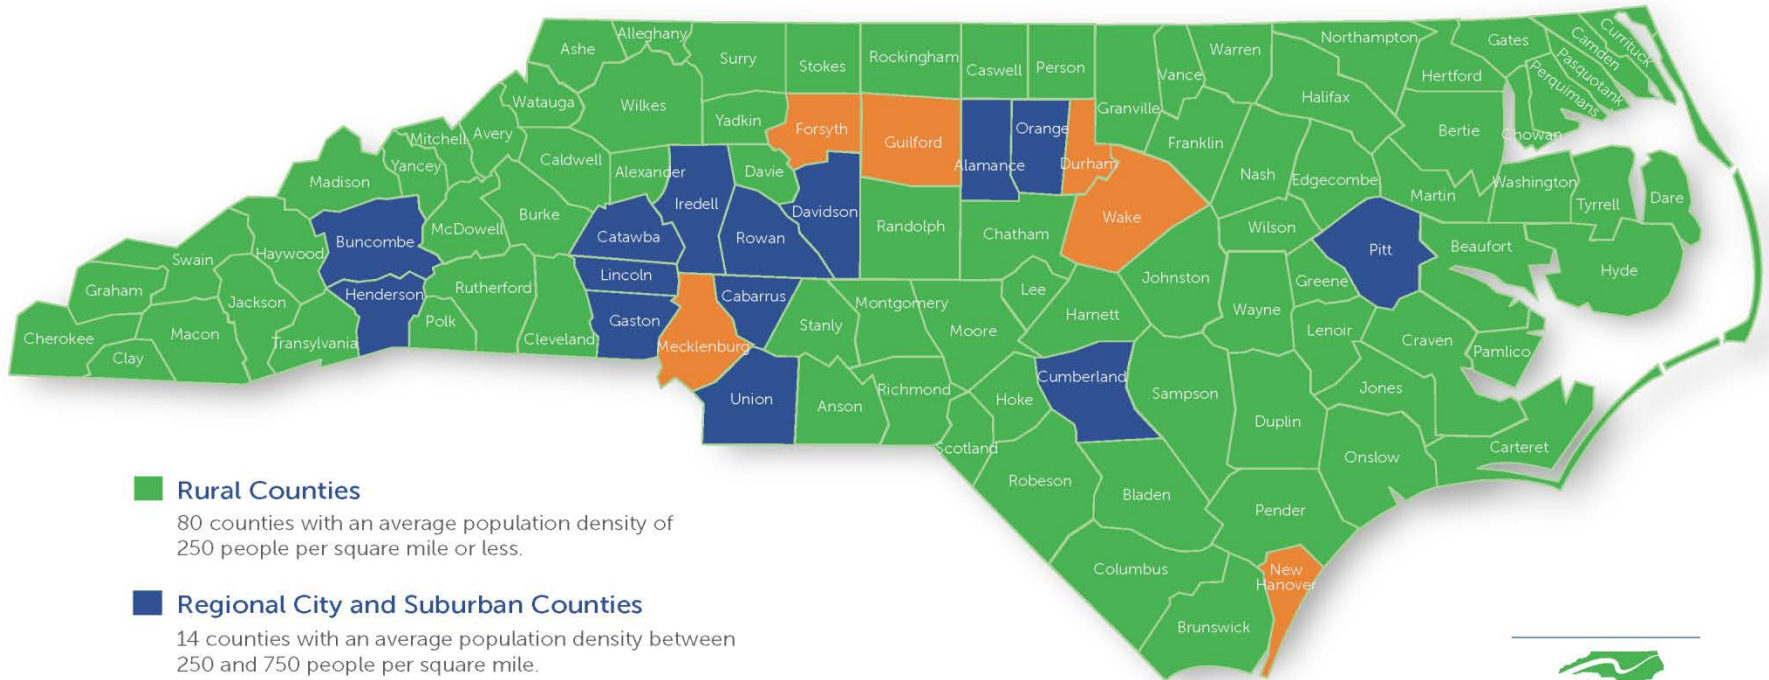 Ashe
Alleghany
Surry
Stokes
Rockingham
Caswell
Person
Granville
Vance
Warren
Northampton
Gates
Currituck
Camden
Pasquotank
Perquimans
Hertford
Halifax
Bertie
Chowan
Watauga
Wilkes
Yadkin
Forsyth
Guilford
Alamance
Orange
Durham
Franklin
Mitchell
Avery
Yancey
Caldwell
Alexander
Davie
Madison
Iredell
Davidson
Randolph
Chatham
Wake
Nash
Edgecombe
Martin
Washington
Tyrrell
Dare
Burke
McDowell
Buncombe
Catawba
Rowan
Wilson
Pitt
Beaufort
Hyde
Haywood
Swain
Graham
Jackson
Henderson
Rutherford
Lincoln
Cabarrus
Montgomery
Lee
Johnston
Greene
Cherokee
Clay
Macon
Transylvania
Polk
Cleveland
Gaston
Mecklenburg
Stanly
Moore
Harnett
Wayne
Lenoir
Craven
Pamlico
Union
Anson
Richmond
Hoke
Cumberland
Sampson
Duplin
Jones
Carteret
Scotland
Robeson
Bladen
Onslow
Pender
Columbus
New
Hanover
Brunswick
Rural Counties
80 counties with an average population density of
250 people per square mile or less.
Regional City and Suburban Counties
14 counties with an average population density between
250 and 750 people per square mile.